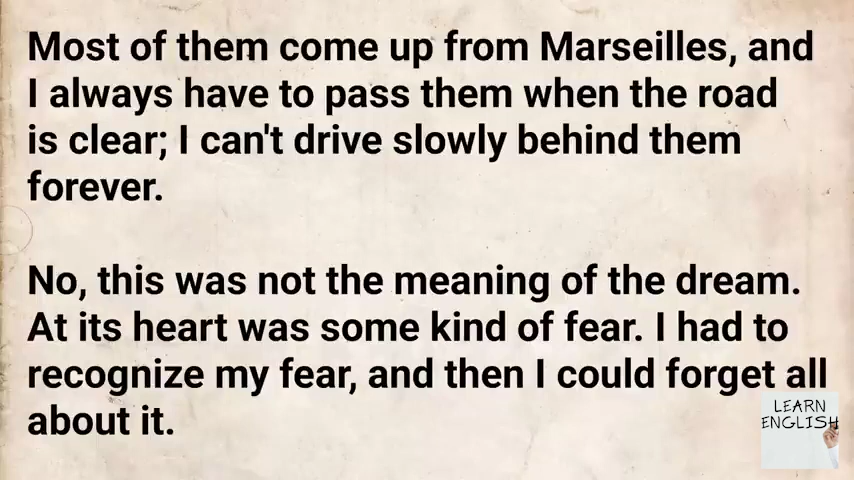 Most of them come up from Marseilles, and
I always have to pass them when the road
is clear; I can't drive slowly behind them
forever.
No, this was not the meaning of the dream.
At its heart was some kind of fear. I had to
recognize my fear, and then I could forget all
about it.
LEARN
ENGLISH